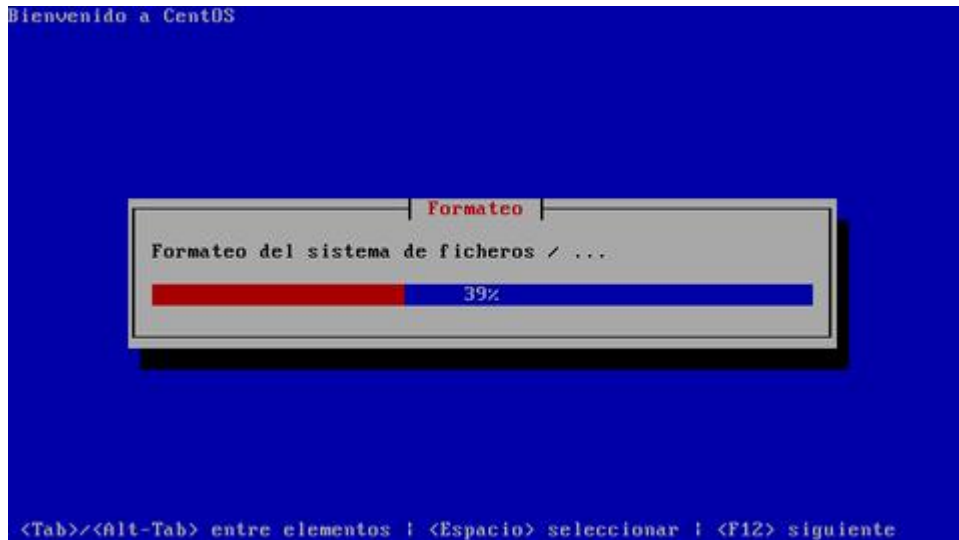 Bienvenido a CentOS
Formateo
Formateo del sistema de ficheros / ...
39%
<Tab>/<Alt-Tab> entre elementos | <Espacio> seleccionar | <F12> siguiente